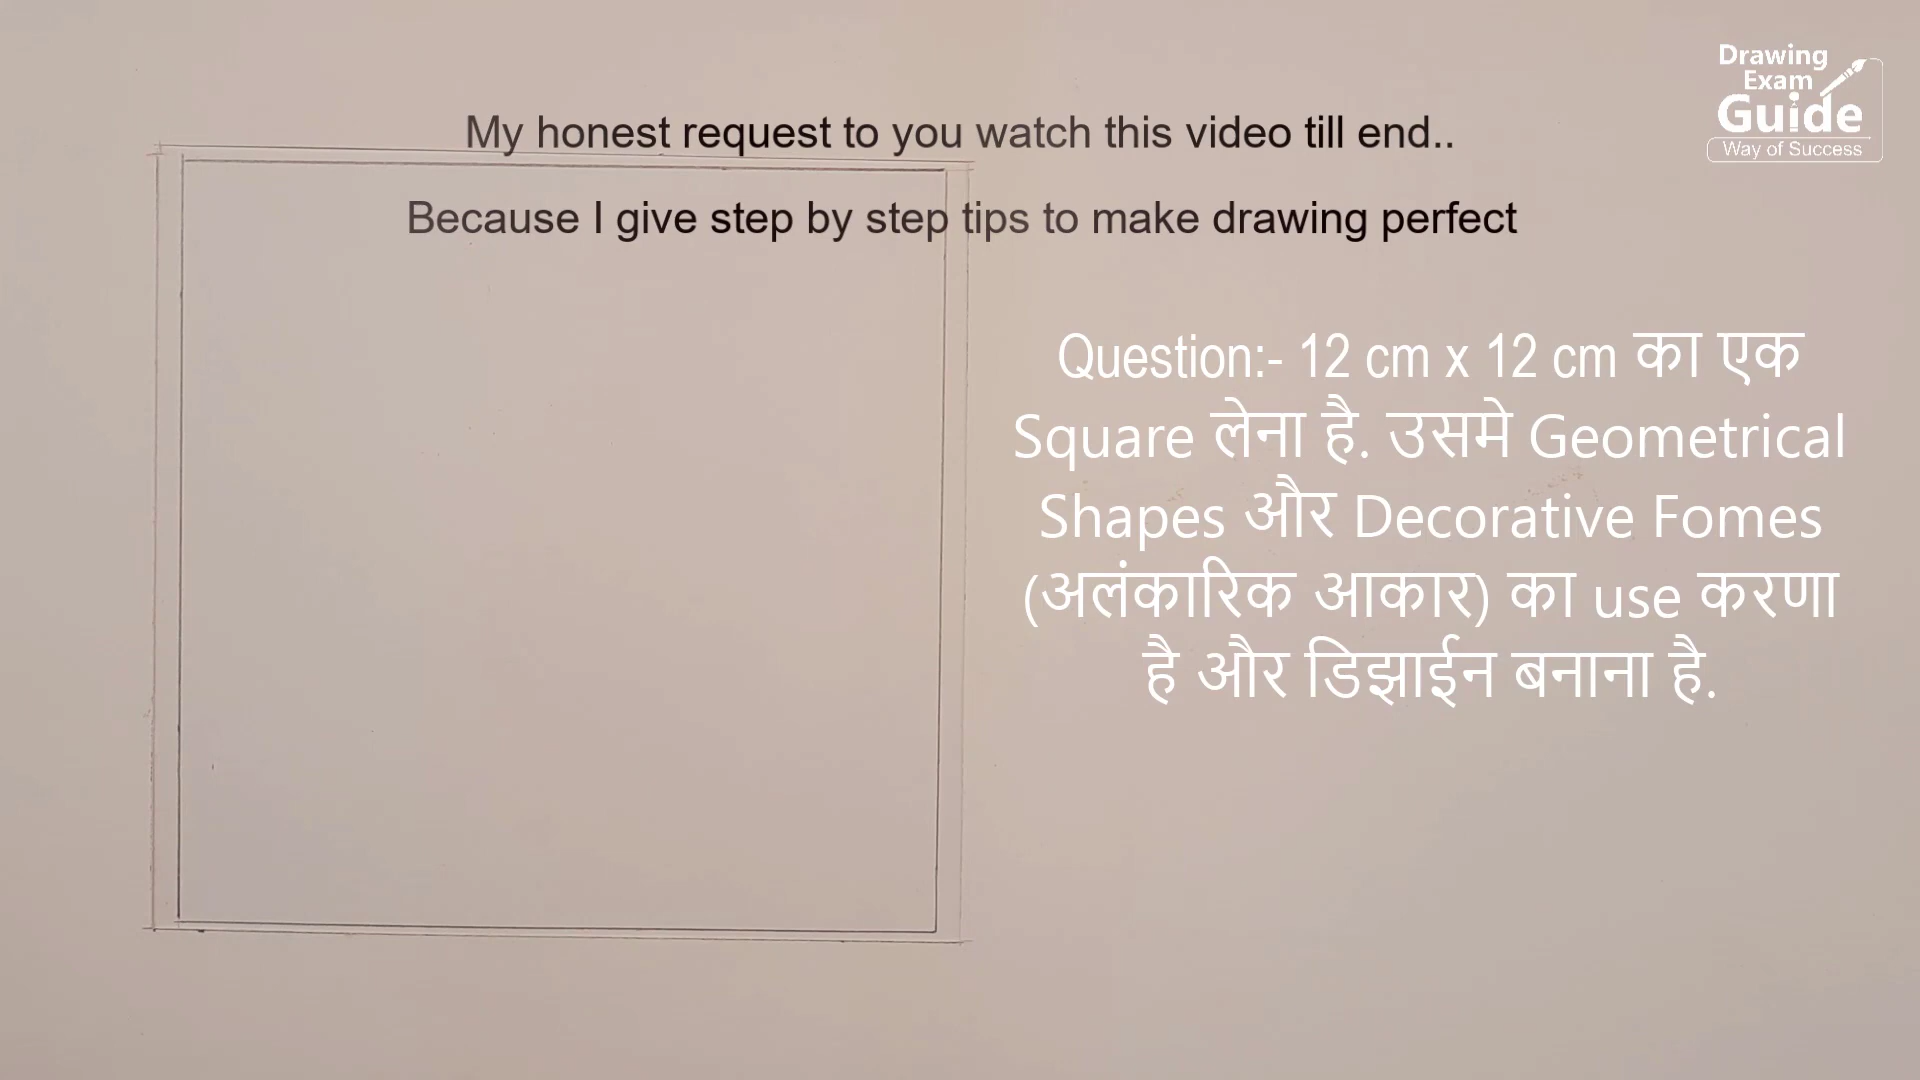 Drawing
Exam
Guide
Way of Success
My honest request to you watch this video till end..
Because I give step by step tips to make drawing perfect
Question:- 12 cm x 12 cm का एक
Square लेना है. उसमे Geometrical
Shapes और Decorative Fomes
(अलंकारिक आकार) का use करणा
है और डिझाईन बनाना है.